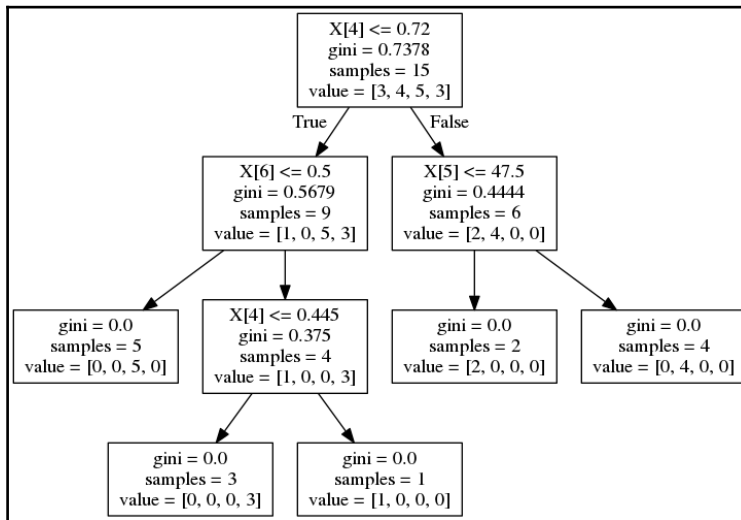 X[4] <= 0.72
gini = 0.7378
samples = 15
value = [3, 4, 5, 3]
True
False
X[6] <= 0.5
gini = 0.5679
samples = 9
value = [1, 0, 5, 3]
X[5] <= 47.5
gini = 0.4444
samples = 6
value = [2, 4, 0, 0]
gini = 0.0
samples = 5
value = [0, 0, 5, 0]
X[4] <= 0.445
gini = 0.375
samples = 4
value = [1, 0, 0, 3]
gini = 0.0
samples = 2
value = [2, 0, 0, 0]
gini = 0.0
samples = 4
value = [0, 4, 0, 0]
gini = 0.0
samples = 3
value = [0, 0, 0, 3]
gini = 0.0
samples = 1
value = [1, 0, 0, 0]